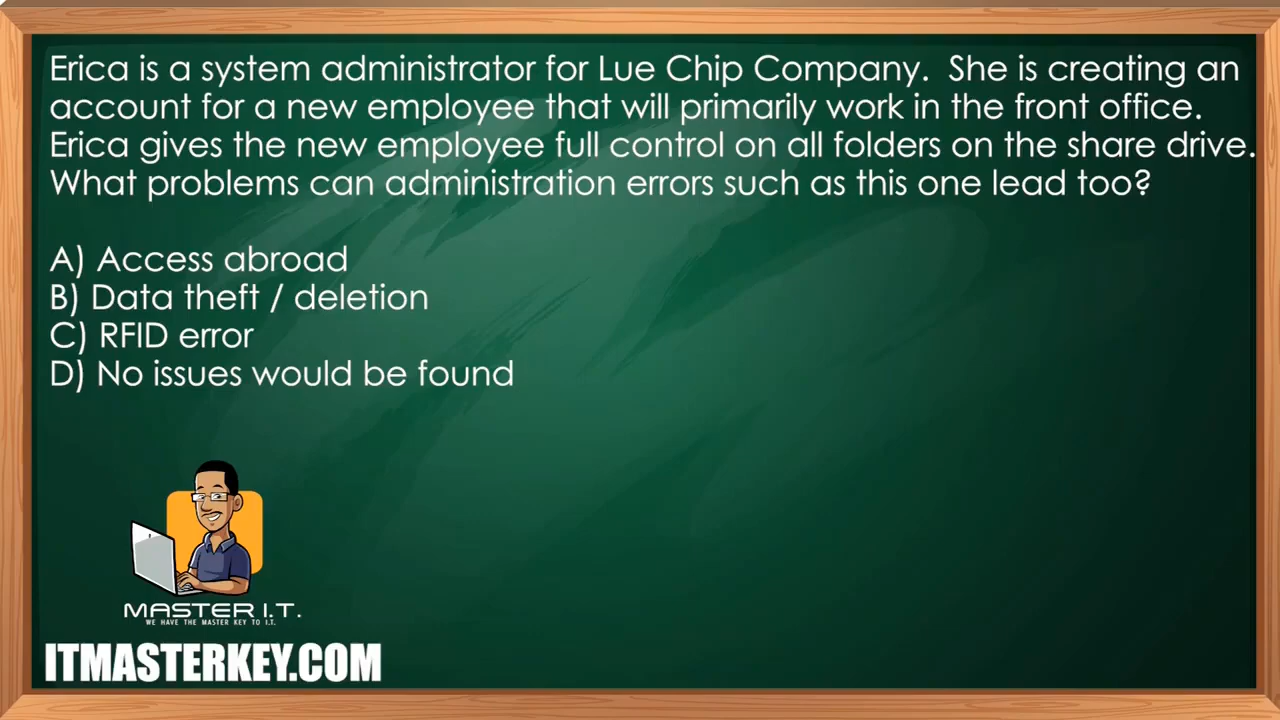 Erica is a system administrator for Lue Chip Company. She is creating an
account for a new employee that will primarily work in the front office.
Erica gives the new employee full control on all folders on the share drive.
What problems can administration errors such as this one lead too?
A) Access abroad
B) Data theft / deletion
C) RFID error
D) No issues would be found
MASTER I.T.
WE HAVE THE MASTER KEY TO I.T.
ITMASTERKEY.COM